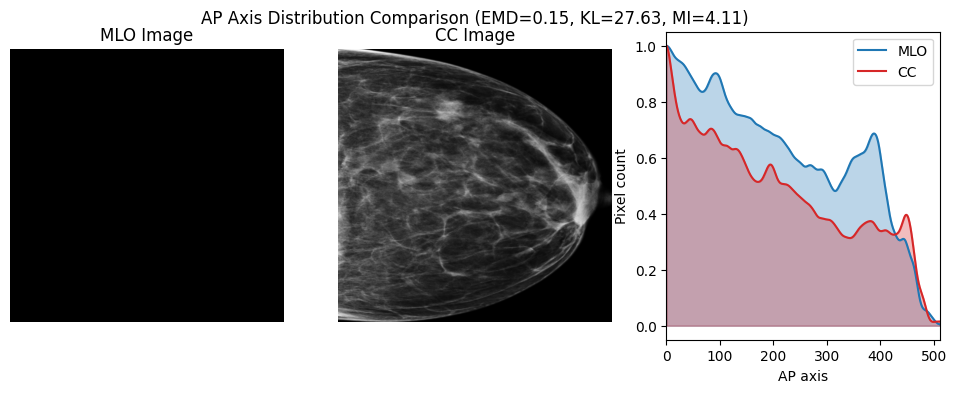 AP Axis Distribution Comparison (EMD=0.15, KL=27.63, MI=4.11)
MLO Image
CC Image
MLO
CC
Pixel count
1.0
0.8
0.6
0.4
0.2
0.0
0 100 200 300 400 500
AP axis